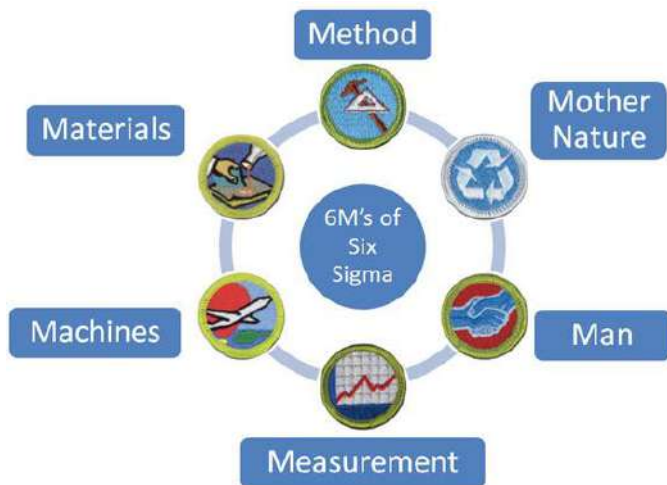 Method
Mother
Nature
Materials
6M's of
Six
Sigma
Machines
Man
Measurement